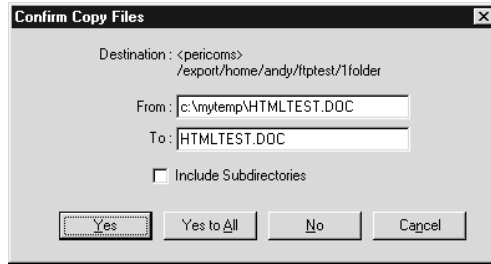 Confirm Copy Files
Destination : <pericoms>
/export/home/andy/ftptest/1folder
From : c:\mytemp\HTMLTEST.DOC
To : HTMLTEST.DOC
Include Subdirectories
Yes Yes to All No Cancel